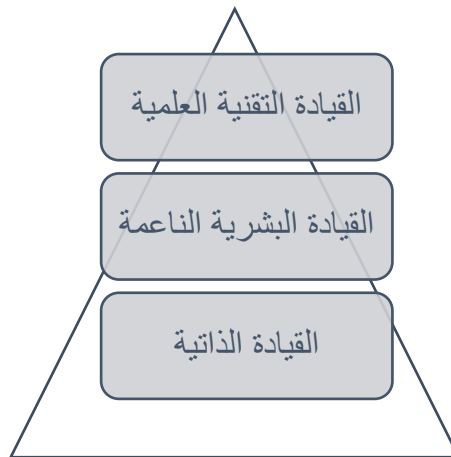 القيادة التقنية العلمية
القيادة البشرية الناعمة
القيادة الذاتية